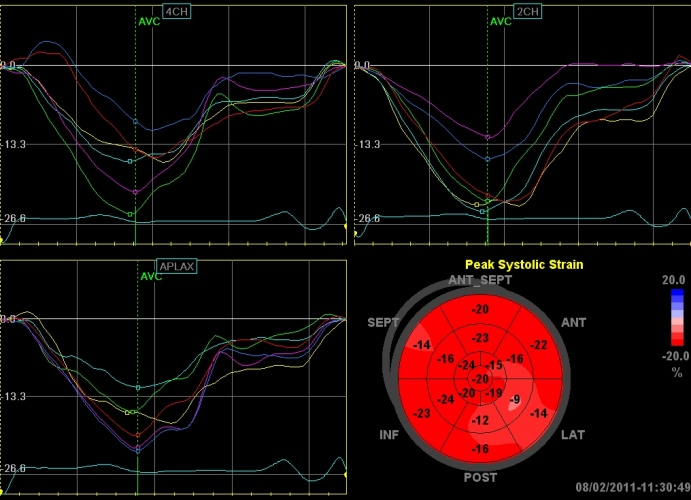 4CH
AVC
0.0
-13.3
-26.6
2CH
AVC
0.0
-13.3
-26.6
APLAX
AVC
0.0
-13.3
-26.6
Peak Systolic Strain
ANT_SEPT
SEPT
ANT
INF
LAT
POST
-20
-14
-22
-23
-16
-16
-24
-15
-20
-23
-24
-20
-19
-9
-14
-12
-16
20.0
-20.0
%
08/02/2011-11:30:49